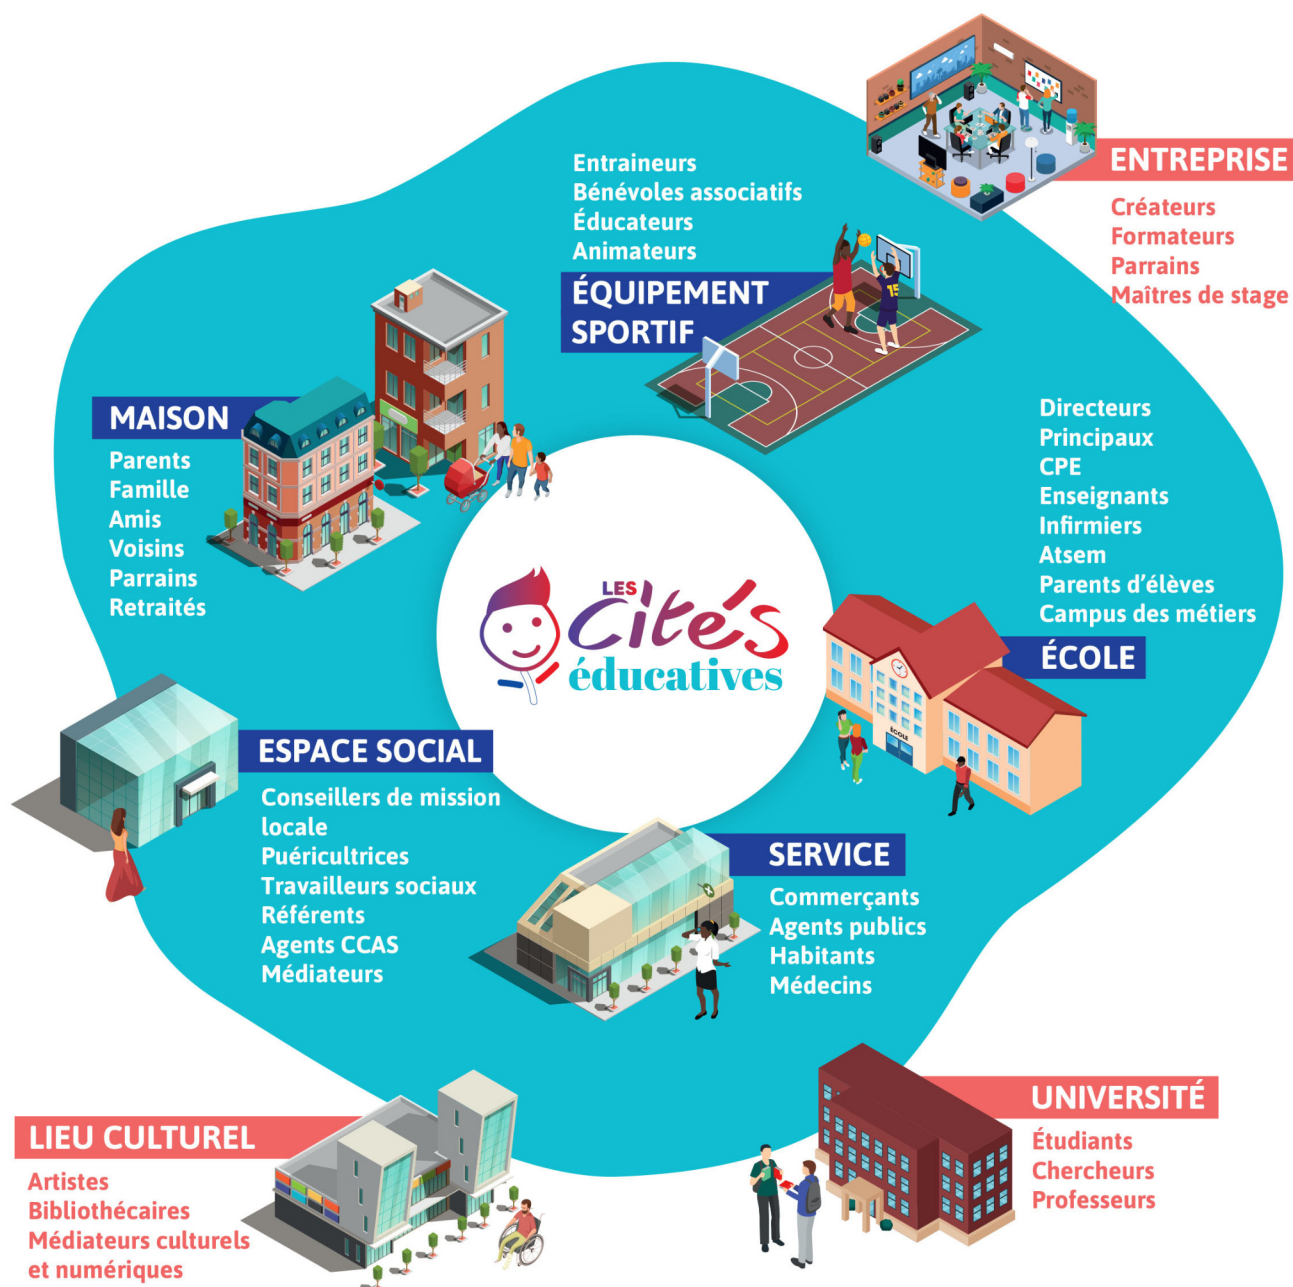 ENTREPRISE
Créateurs
Formateurs
Parrains
Maîtres de stage
Entraineurs
Bénévoles associatifs
Éducateurs
Animateurs
ÉQUIPEMENT
SPORTIF
15
MAISON
Parents
Famille
Amis
Voisins
Parrains
Retraités
Directeurs
Principaux
CPE
Enseignants
Infirmiers
Atsem
Parents d’élèves
Campus des métiers
ÉCOLE
ÉCOLE
LES
Cités
éducatives
ESPACE SOCIAL
Conseillers de mission
locale
Puéricultrices
Travailleurs sociaux
Référents
Agents CCAS
Médiateurs
SERVICE
Commerçants
Agents publics
Habitants
Médecins
LIEU CULTUREL
Artistes
Bibliothécaires
Médiateurs culturels
et numériques
UNIVERSITÉ
Étudiants
Chercheurs
Professeurs